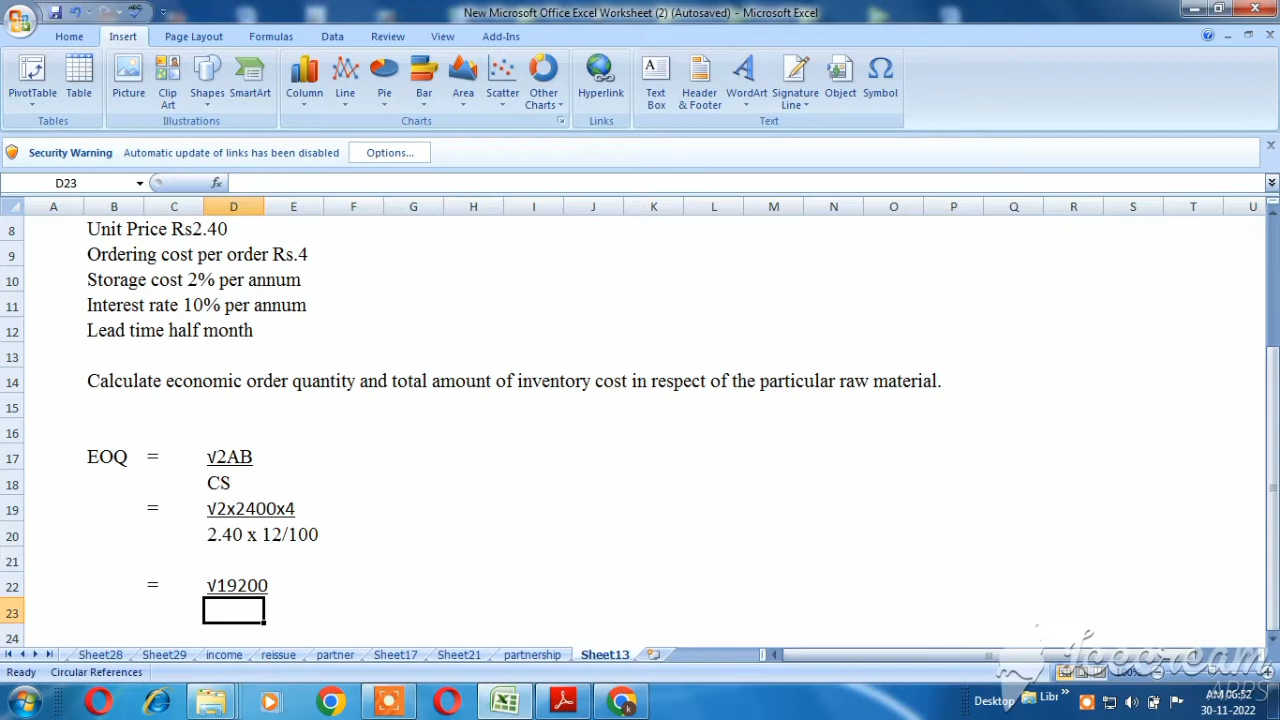 New Microsoft Office Excel Worksheet (2) (Autosaved) - Microsoft Excel
Home Insert Page Layout Formulas Data Review View Add-Ins
PivotTable Table Picture Clip Art Shapes SmartArt Column Line Pie Bar Area Scatter Other Charts Hyperlink Text Box Header & Footer WordArt Signature Line Object Symbol
Tables Illustrations Charts Links Text
Security Warning Automatic update of links has been disabled Options...
D23 fx
A B C D E F G H I J K L M N O P Q R S T U
8 Unit Price Rs2.40
9 Ordering cost per order Rs.4
10 Storage cost 2% per annum
11 Interest rate 10% per annum
12 Lead time half month
13
14 Calculate economic order quantity and total amount of inventory cost in respect of the particular raw material.
15
16
17 EOQ = √2AB
18 CS
19 = √2x2400x4
20 2.40 x 12/100
21
22 = √19200
23
24
Sheet28 Sheet29 income reissue partner Sheet17 Sheet21 partnership Sheet13
Ready Circular References 100%
Icecream
APPS
Desktop Libr » AM 06:52
30-11-2022